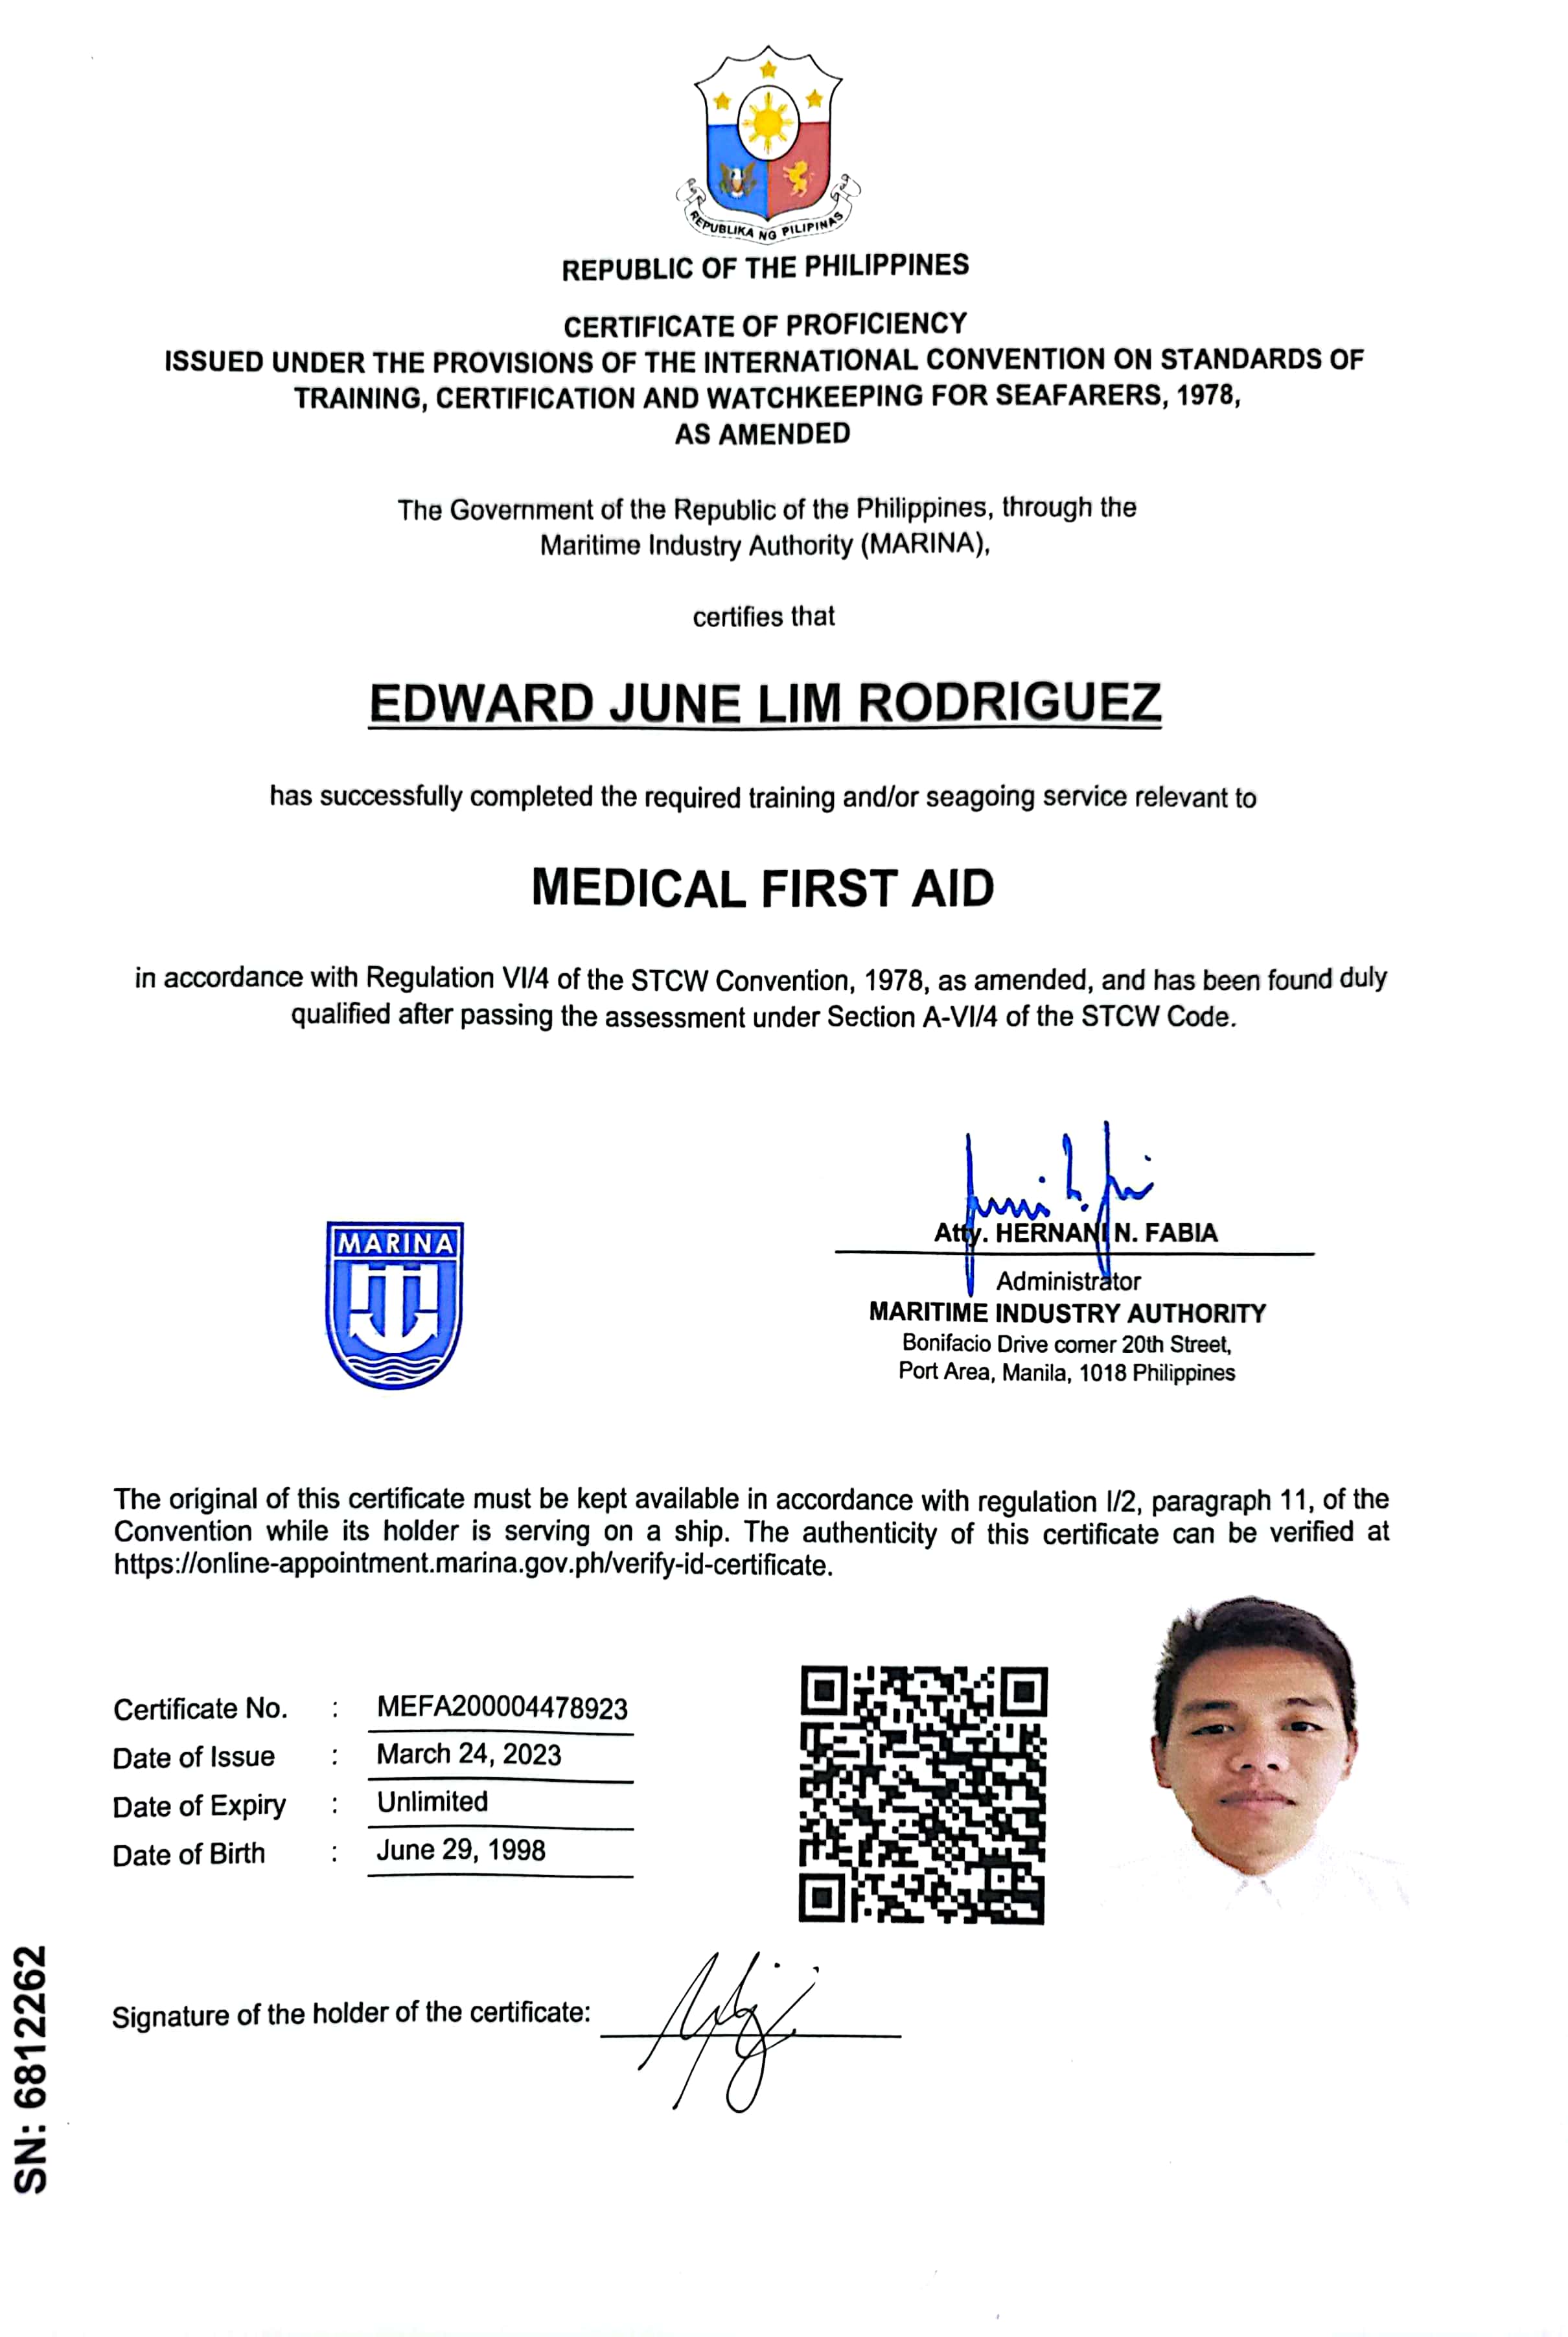 REPUBLIKA NG PILIPINAS
REPUBLIC OF THE PHILIPPINES
CERTIFICATE OF PROFICIENCY
ISSUED UNDER THE PROVISIONS OF THE INTERNATIONAL CONVENTION ON STANDARDS OF
TRAINING, CERTIFICATION AND WATCHKEEPING FOR SEAFARERS, 1978,
AS AMENDED
The Government of the Republic of the Philippines, through the
Maritime Industry Authority (MARINA),
certifies that
EDWARD JUNE LIM RODRIGUEZ
has successfully completed the required training and/or seagoing service relevant to
MEDICAL FIRST AID
in accordance with Regulation VI/4 of the STCW Convention, 1978, as amended, and has been found duly
qualified after passing the assessment under Section A-VI/4 of the STCW Code.
MARINA
Atty. HERNANI N. FABIA
Administrator
MARITIME INDUSTRY AUTHORITY
Bonifacio Drive corner 20th Street,
Port Area, Manila, 1018 Philippines
The original of this certificate must be kept available in accordance with regulation I/2, paragraph 11, of the
Convention while its holder is serving on a ship. The authenticity of this certificate can be verified at
https://online-appointment.marina.gov.ph/verify-id-certificate.
Certificate No. : MEFA200004478923
Date of Issue : March 24, 2023
Date of Expiry : Unlimited
Date of Birth : June 29, 1998
Signature of the holder of the certificate:
SN: 6812262